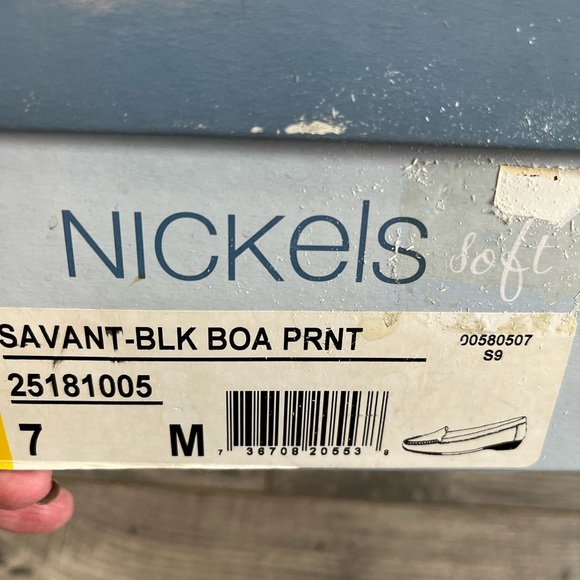 NICKels soft
SAVANT-BLK BOA PRNT
00580507
S9
25181005
7 M
7 36708 20553 8